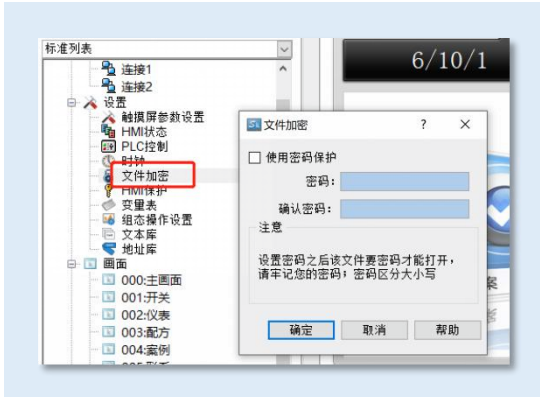 标准列表
连接1
连接2
设置
触摸屏参数设置
HMI状态
PLC控制
时钟
文件加密
HMI保护
变量表
组态操作设置
文本库
地址库
画面
000:主画面
001:开关
002:仪表
003:配方
004:案例
6/10/1
文件加密
? ×
使用密码保护
密码:
确认密码:
注意
设置密码之后该文件要密码才能打开，
请牢记您的密码；密码区分大小写
确定
取消
帮助